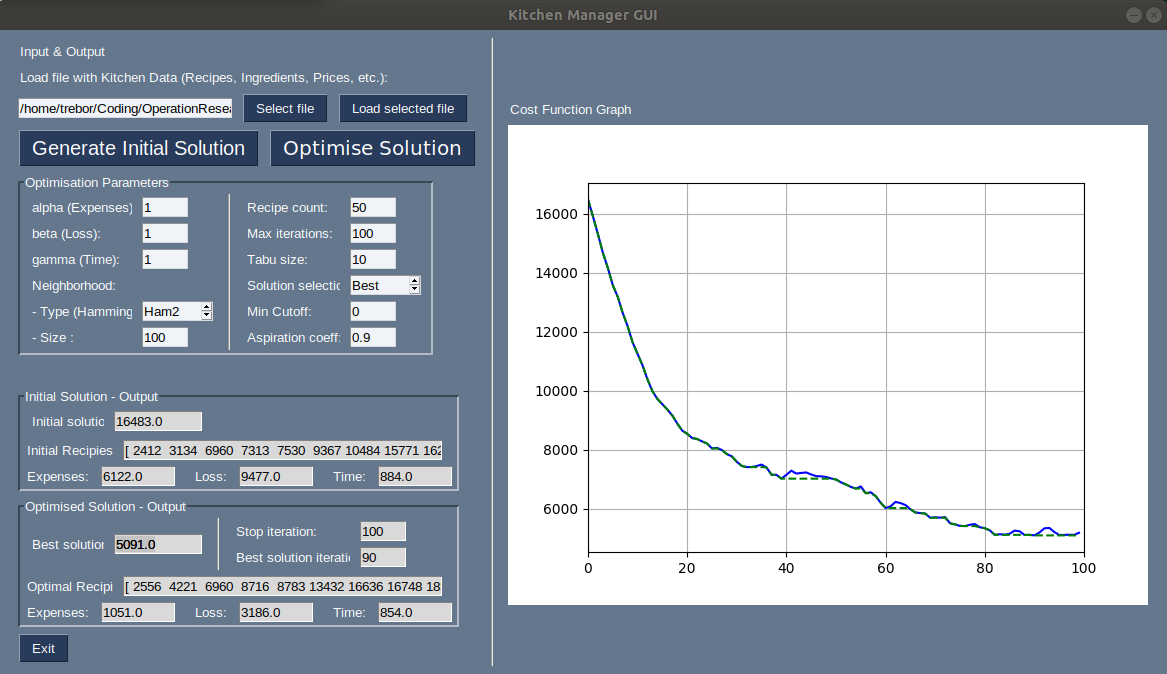 Kitchen Manager GUI
Input & Output
Load file with Kitchen Data (Recipes, Ingredients, Prices, etc.):
/home/trebor/Coding/OperationResea Select file Load selected file
Generate Initial Solution Optimise Solution
Optimisation Parameters
alpha (Expenses) 1 Recipe count: 50
beta (Loss): 1 Max iterations: 100
gamma (Time): 1 Tabu size: 10
Neighborhood: Solution selectic Best
- Type (Hamming Ham2 Min Cutoff: 0
- Size : 100 Aspiration coeff: 0.9
Initial Solution - Output
Initial solutic 16483.0
Initial Recipies [ 2412 3134 6960 7313 7530 9367 10484 15771 162
Expenses: 6122.0 Loss: 9477.0 Time: 884.0
Optimised Solution - Output
Stop iteration: 100
Best solution 5091.0
Best solution iteratio 90
Optimal Recipi [ 2556 4221 6960 8716 8783 13432 16636 16748 18
Expenses: 1051.0 Loss: 3186.0 Time: 854.0
Exit
Cost Function Graph
16000
14000
12000
10000
8000
6000
0 20 40 60 80 100